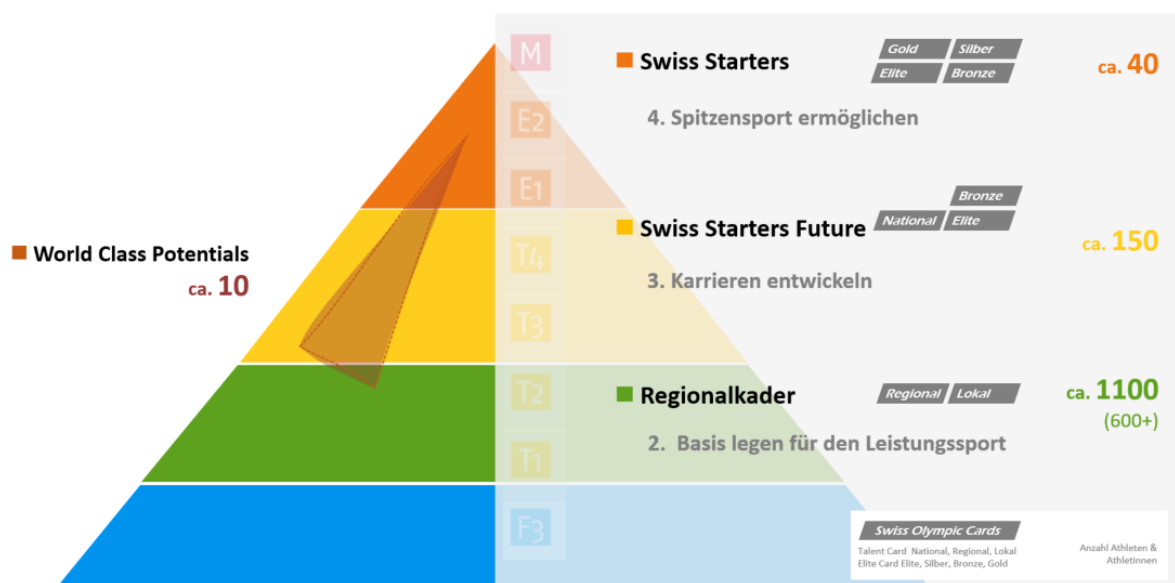 M
Swiss Starters
Gold Silber
Elite Bronze
ca. 40
E2
4. Spitzensport ermöglichen
E1
Bronze
National Elite
Swiss Starters Future
ca. 150
World Class Potentials
ca. 10
T4
3. Karrieren entwickeln
T3
T2
Regionalkader
Regional Lokal
ca. 1100
(600+)
2. Basis legen für den Leistungssport
T1
F3
Swiss Olympic Cards
Talent Card National, Regional, Lokal
Elite Card Elite, Silber, Bronze, Gold
Anzahl Athleten &
Athletinnen